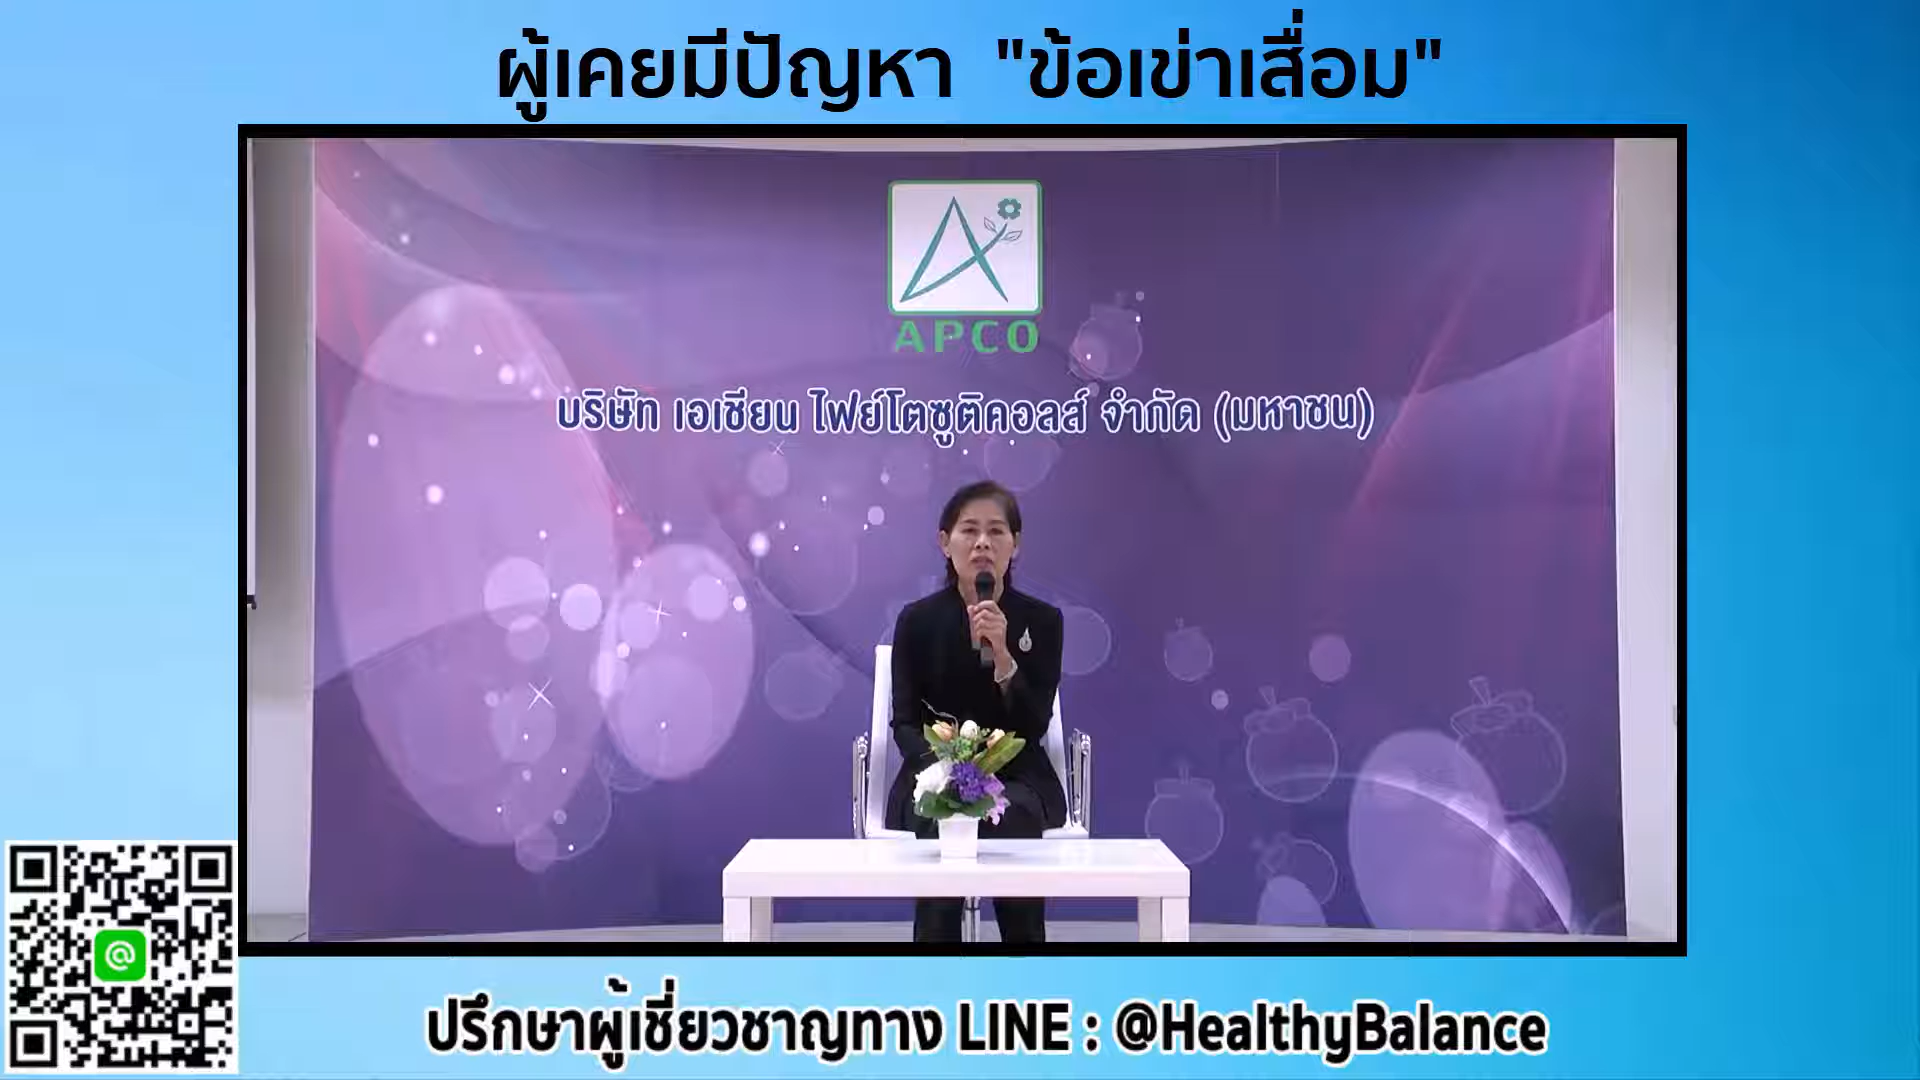 ผู้เคยมีปัญหา "ข้อเข่าเสื่อม"
APCO
บริษัท เอเชียน ไฟย์โตซูติคอลส์ จำกัด (มหาชน)
@
ปรึกษาผู้เชี่ยวชาญทาง LINE : @HealthyBalance